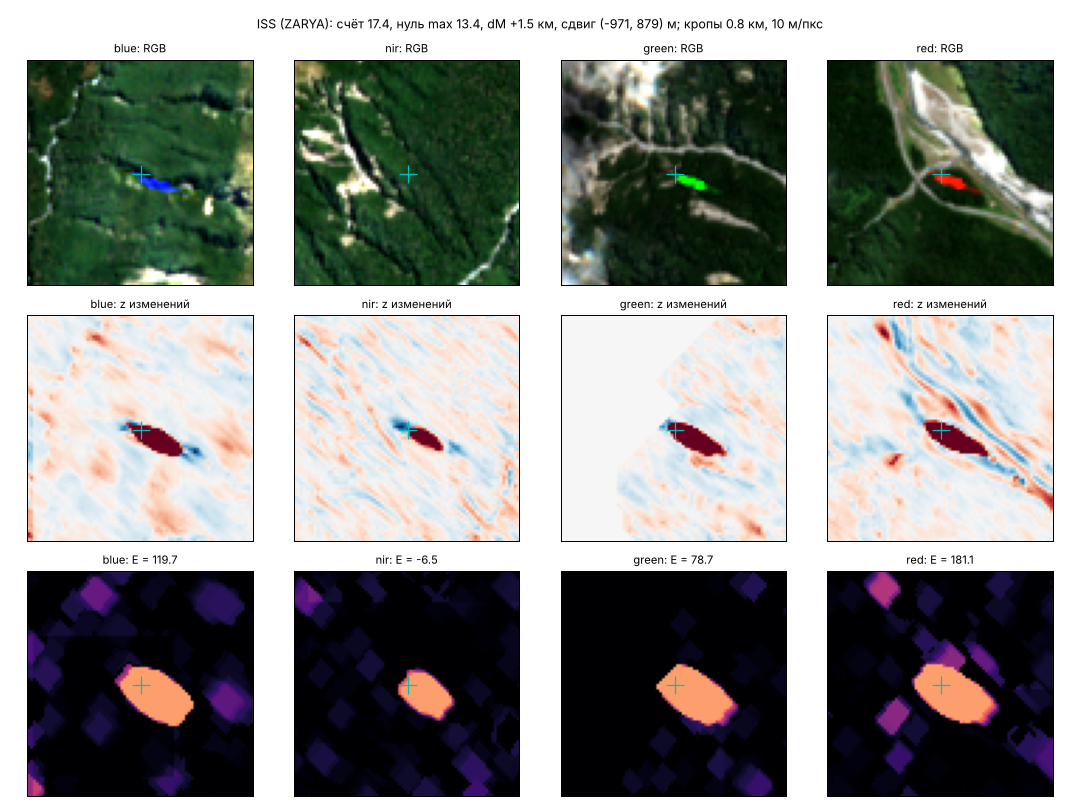 ISS (ZARYA): счёт 17.4, нуль max 13.4, dM +1.5 км, сдвиг (-971, 879) м; кропы 0.8 км, 10 м/пкс
blue: RGB
nir: RGB
green: RGB
red: RGB
blue: z изменений
nir: z изменений
green: z изменений
red: z изменений
blue: E = 119.7
nir: E = -6.5
green: E = 78.7
red: E = 181.1